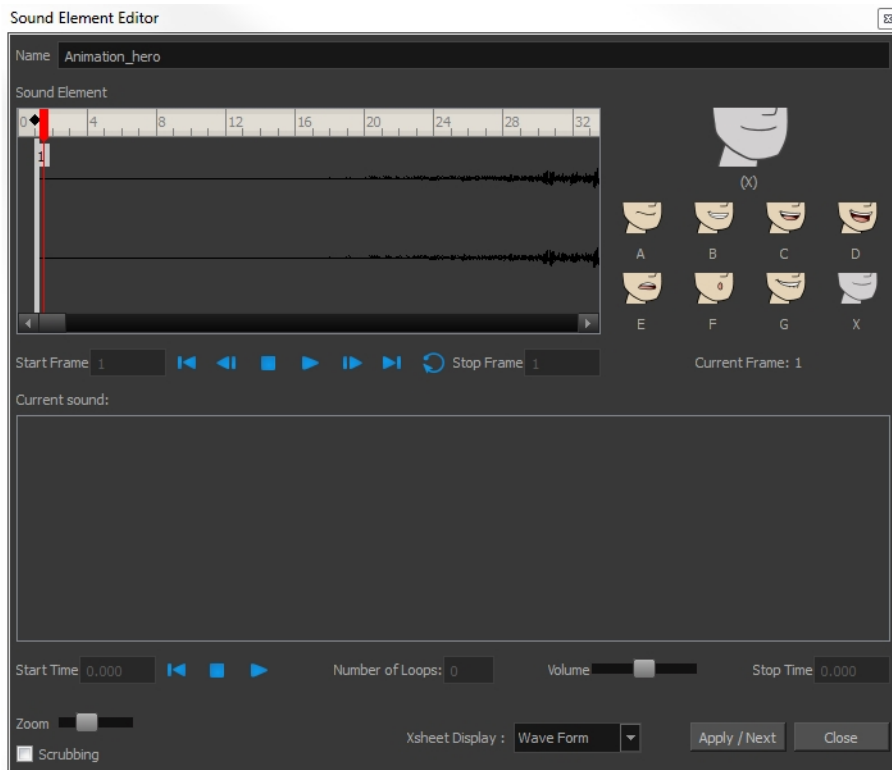 Sound Element Editor
Name Animation_hero
Sound Element
0 4 8 12 16 20 24 28 32
1
(X)
A B C D
E F G X
Start Frame 1 Stop Frame 1 Current Frame: 1
Current sound:
Start Time 0.000 Number of Loops: 0 Volume Stop Time 0.000
Zoom
Xsheet Display : Wave Form Apply / Next Close
Scrubbing